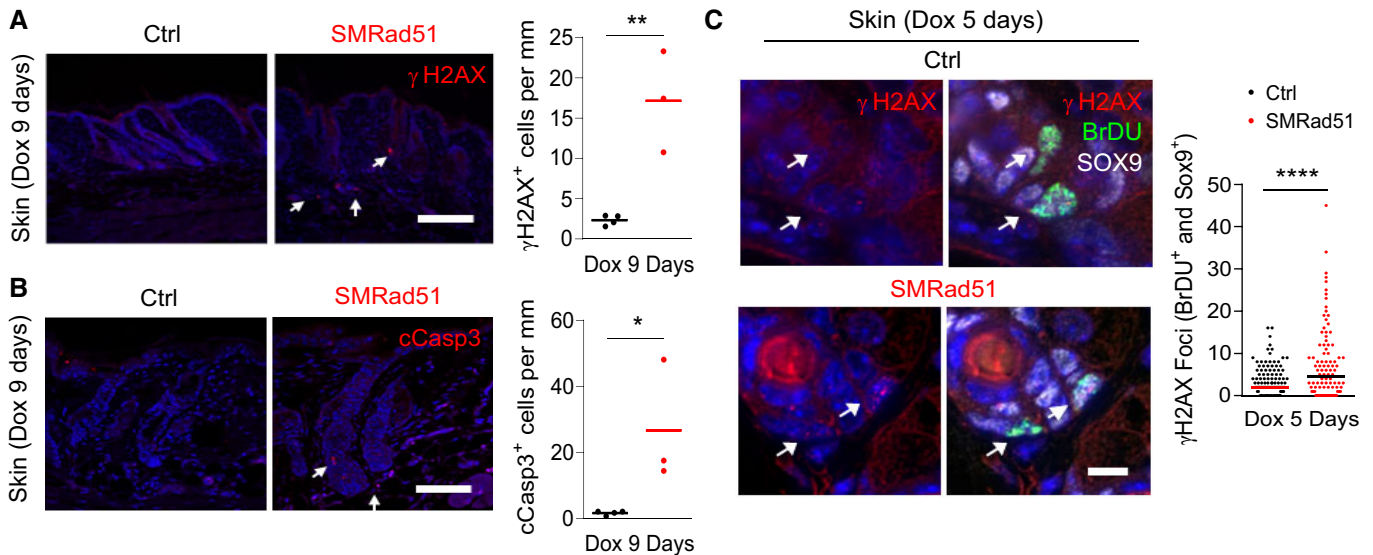 A
Ctrl
SMRad51
Skin (Dox 9 days)
γ H2AX
γH2AX+ cells per mm
**
25
20
15
10
5
0
Dox 9 Days
B
Ctrl
SMRad51
Skin (Dox 9 days)
cCasp3
cCasp3+ cells per mm
*
60
40
20
0
Dox 9 Days
C
Skin (Dox 5 days)
Ctrl
γ H2AX
γ H2AX
BrDU
SOX9
SMRad51
Ctrl
SMRad51
γH2AX Foci (BrDU+ and Sox9+)
****
50
40
30
20
10
0
Dox 5 Days